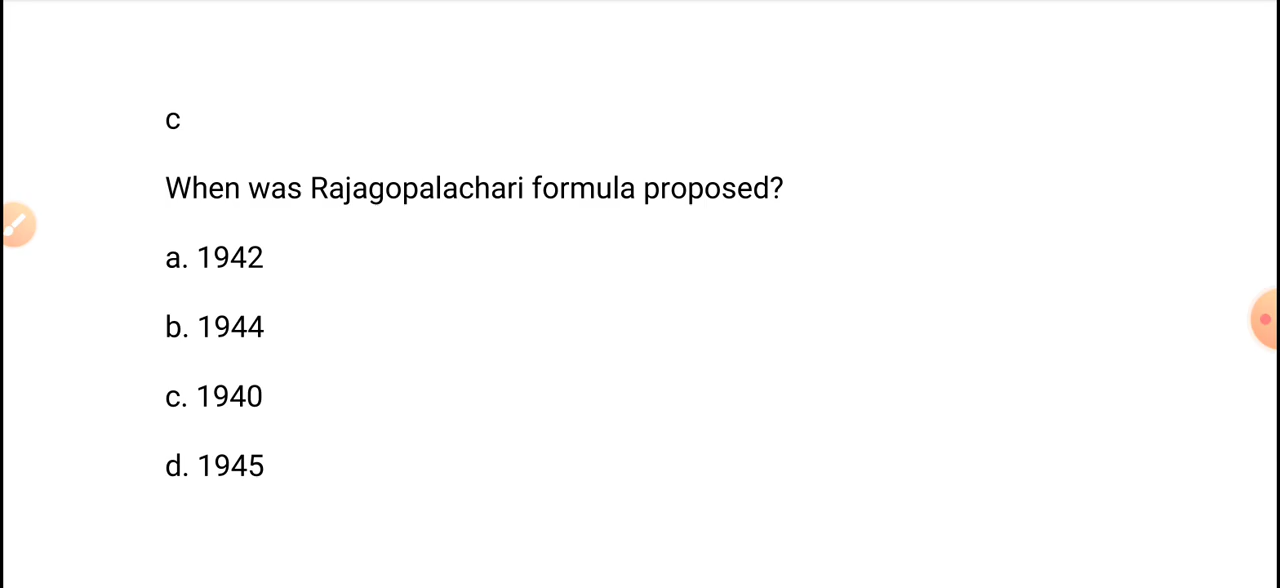 c
When was Rajagopalachari formula proposed?
a. 1942
b. 1944
c. 1940
d. 1945